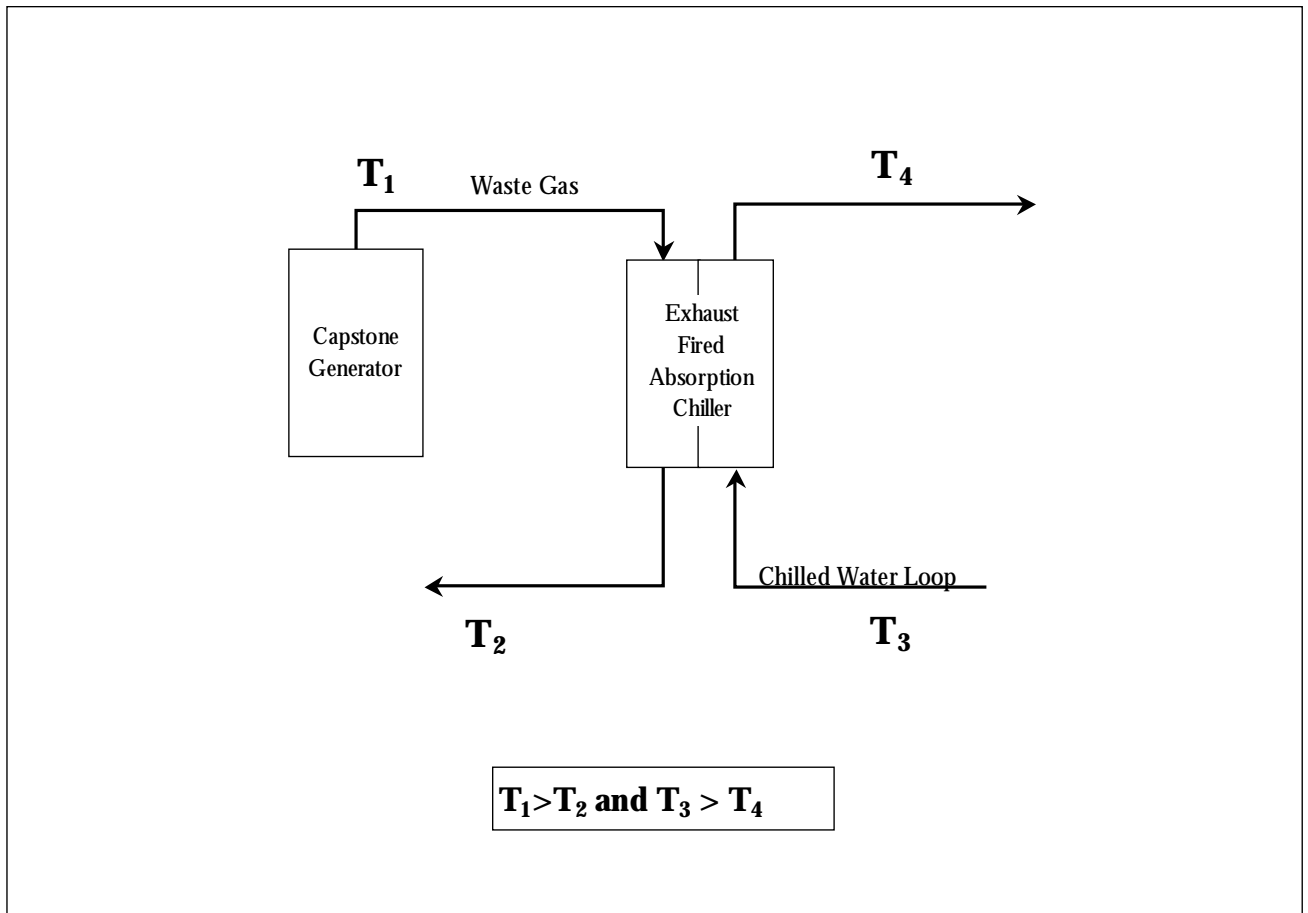 T₁
Waste Gas
T₄
Capstone
Generator
Exhaust
Fired
Absorption
Chiller
Chilled Water Loop
T₂
T₃
T₁>T₂ and T₃ > T₄